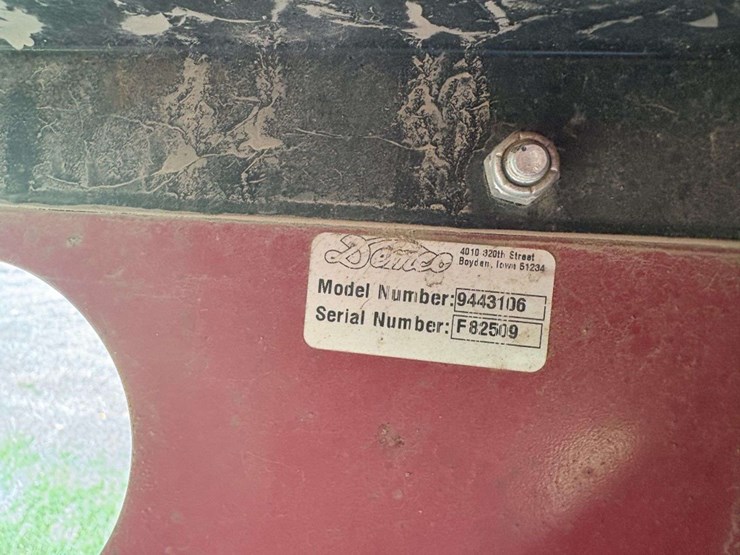 Demco
4010 320th Street
Boyden, Iowa 51234
Model Number: 9443106
Serial Number: F82509